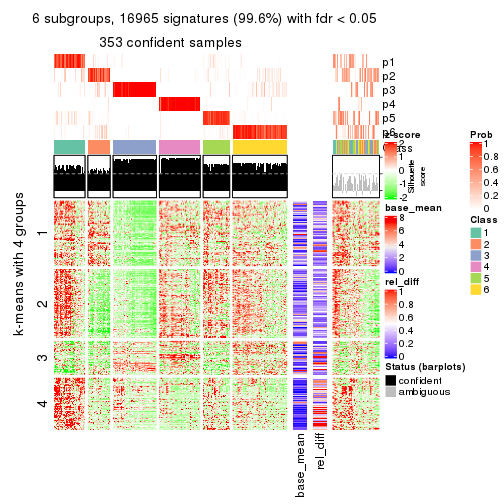 6 subgroups, 16965 signatures (99.6%) with fdr < 0.05
353 confident samples
p1
p2
p3
p4
p5
p6
Class
Silhouette
score
k-means with 4 groups
1
2
3
4
base_mean
rel_diff
z-score
2
1
0
-1
-2
base_mean
8
6
4
2
0
rel_diff
1
0.8
0.6
0.4
0.2
0
Status (barplots)
confident
ambiguous
Prob
1
0.8
0.6
0.4
0.2
0
Class
1
2
3
4
5
6